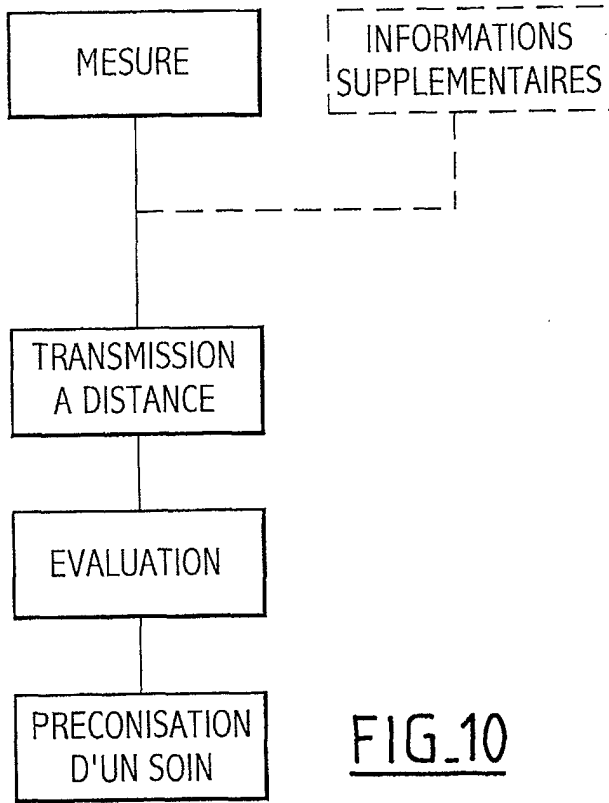 MESURE
INFORMATIONS
SUPPLEMENTAIRES
TRANSMISSION
A DISTANCE
EVALUATION
PRECONISATION
D'UN SOIN
FIG_10